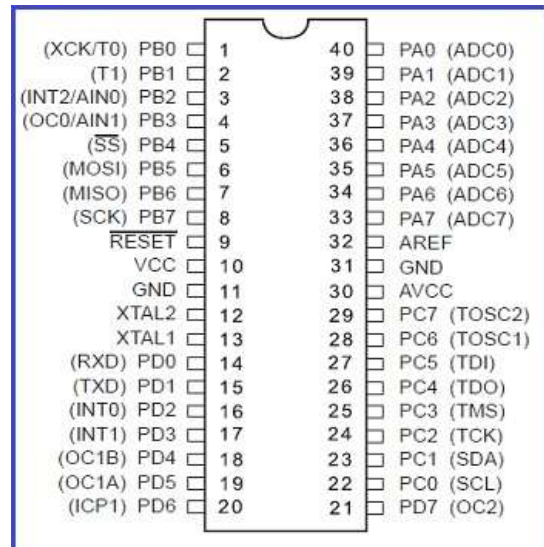 (XCK/T0) PB0 1 40 PA0 (ADC0)
(T1) PB1 2 39 PA1 (ADC1)
(INT2/AIN0) PB2 3 38 PA2 (ADC2)
(OC0/AIN1) PB3 4 37 PA3 (ADC3)
(SS) PB4 5 36 PA4 (ADC4)
(MOSI) PB5 6 35 PA5 (ADC5)
(MISO) PB6 7 34 PA6 (ADC6)
(SCK) PB7 8 33 PA7 (ADC7)
RESET 9 32 AREF
VCC 10 31 GND
GND 11 30 AVCC
XTAL2 12 29 PC7 (TOSC2)
XTAL1 13 28 PC6 (TOSC1)
(RXD) PD0 14 27 PC5 (TDI)
(TXD) PD1 15 26 PC4 (TDO)
(INT0) PD2 16 25 PC3 (TMS)
(INT1) PD3 17 24 PC2 (TCK)
(OC1B) PD4 18 23 PC1 (SDA)
(OC1A) PD5 19 22 PC0 (SCL)
(ICP1) PD6 20 21 PD7 (OC2)